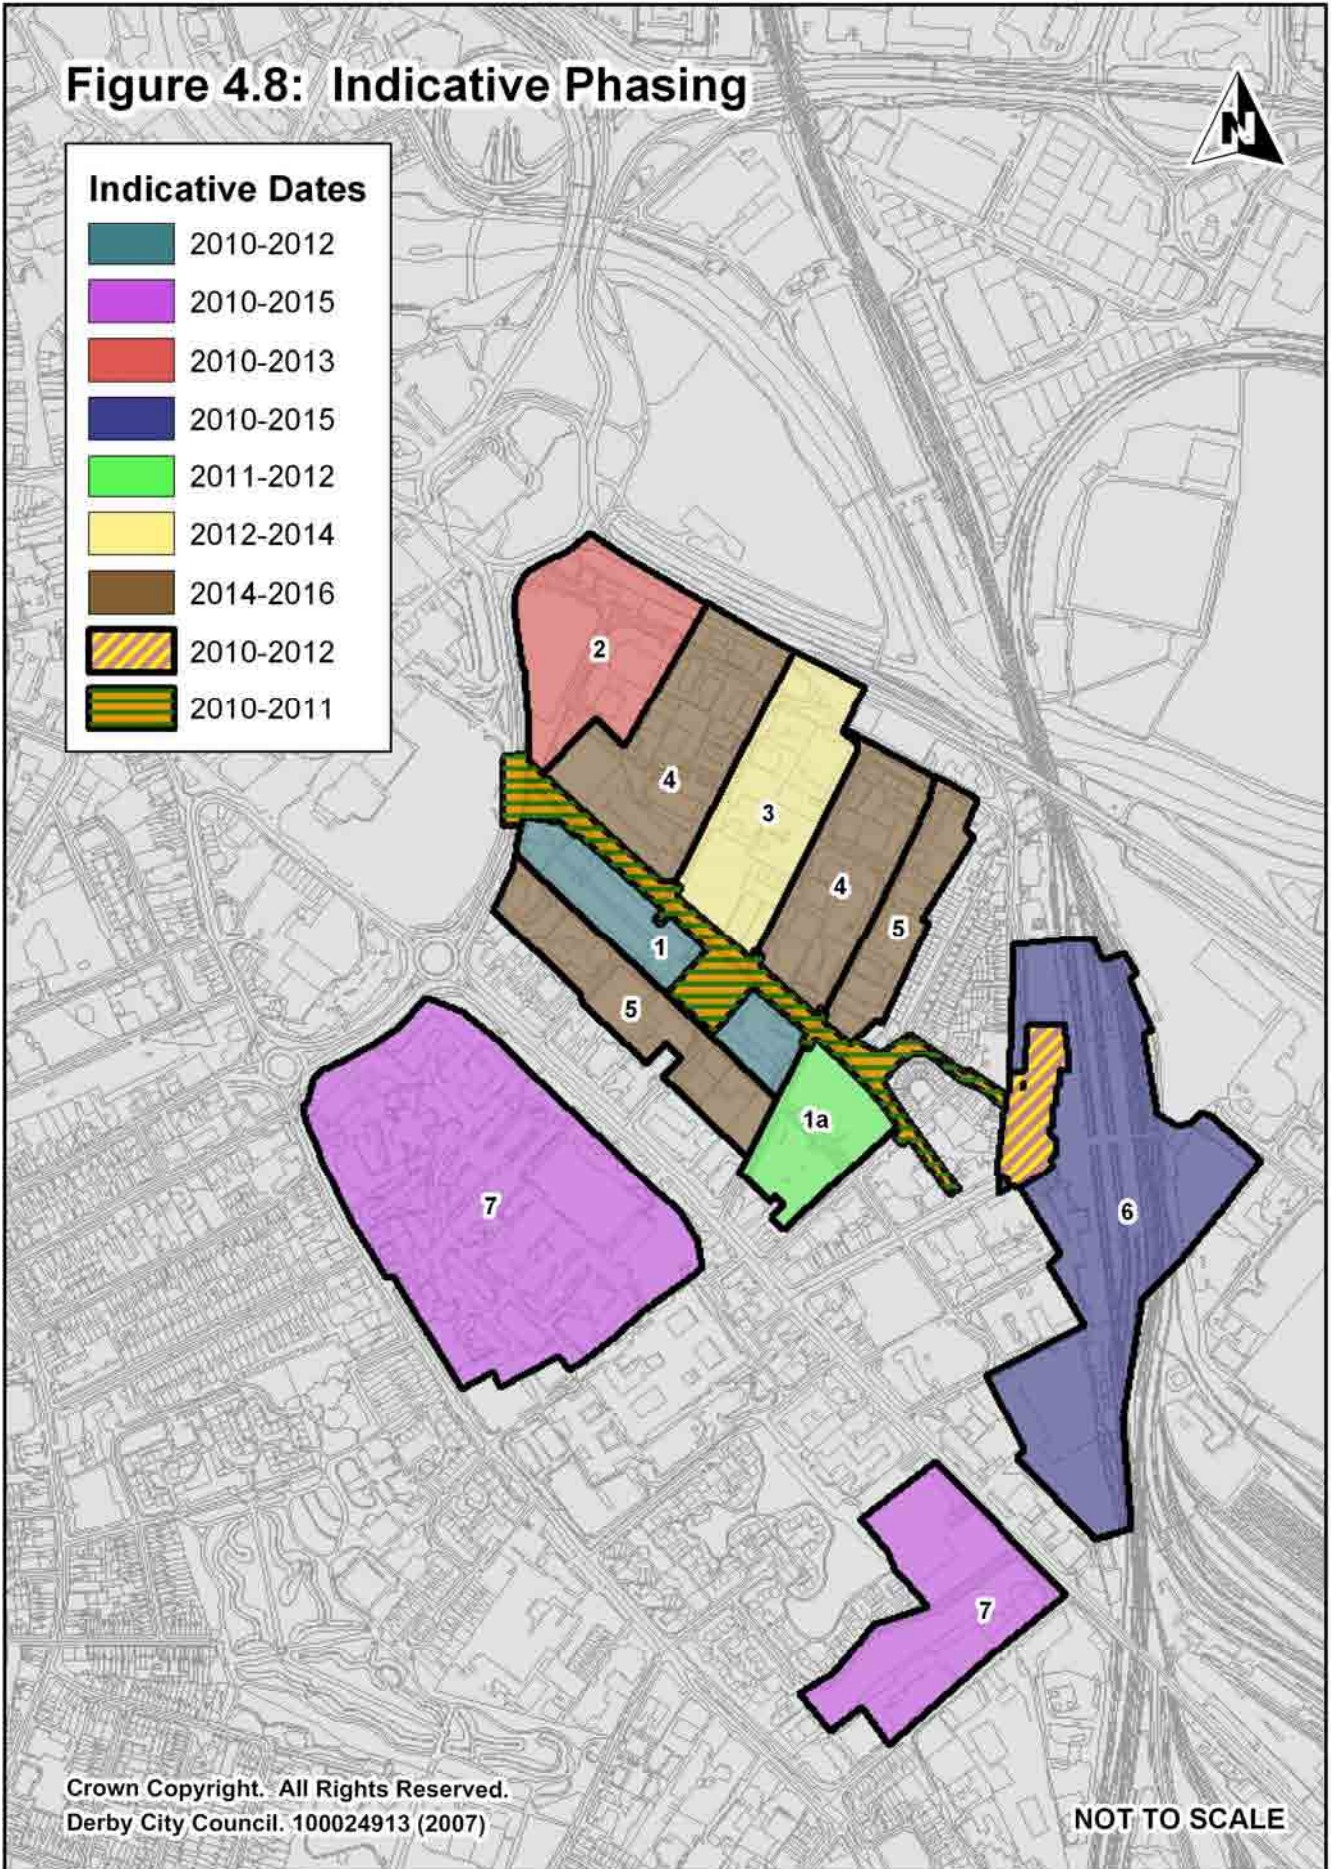 Figure 4.8: Indicative Phasing
N
Indicative Dates
2010-2012
2010-2015
2010-2013
2010-2015
2011-2012
2012-2014
2014-2016
2010-2012
2010-2011
2
4
3
4
5
1
5
1a
7
6
7
Crown Copyright. All Rights Reserved.
Derby City Council. 100024913 (2007)
NOT TO SCALE